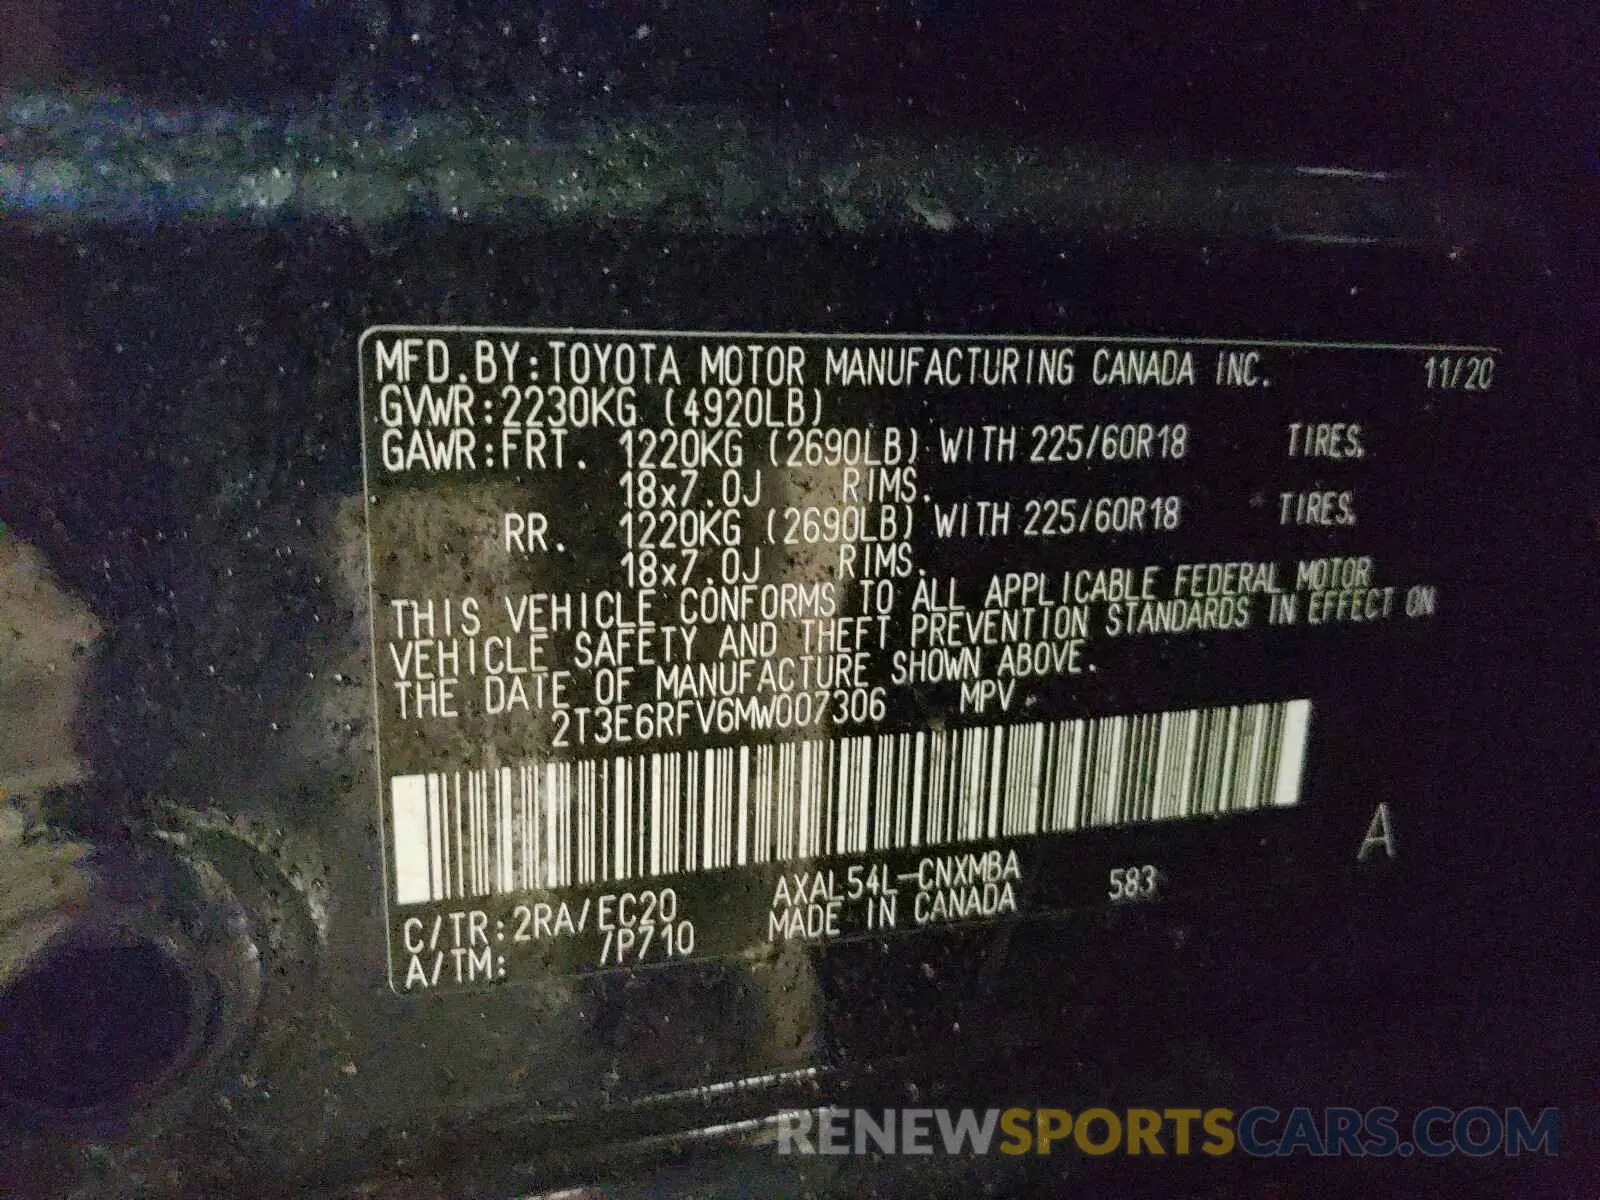 MFD.BY:TOYOTA MOTOR MANUFACTURING CANADA INC. 11/20
GVWR:2230KG (4920LB)
GAWR:FRT. 1220KG (2690LB) WITH 225/60R18 TIRES,
18x7.0J RIMS.
RR. 1220KG (2690LB) WITH 225/60R18 TIRES,
18x7.0J RIMS.
THIS VEHICLE CONFORMS TO ALL APPLICABLE FEDERAL MOTOR
VEHICLE SAFETY AND THEFT PREVENTION STANDARDS IN EFFECT ON
THE DATE OF MANUFACTURE SHOWN ABOVE.
2T3E6RFV6MW007306 MPV
A
C/TR:2RA/EC20 AXAL54L-CNXMBA 583
A/TM: /P710 MADE IN CANADA
RENEWSPORTSCARS.COM